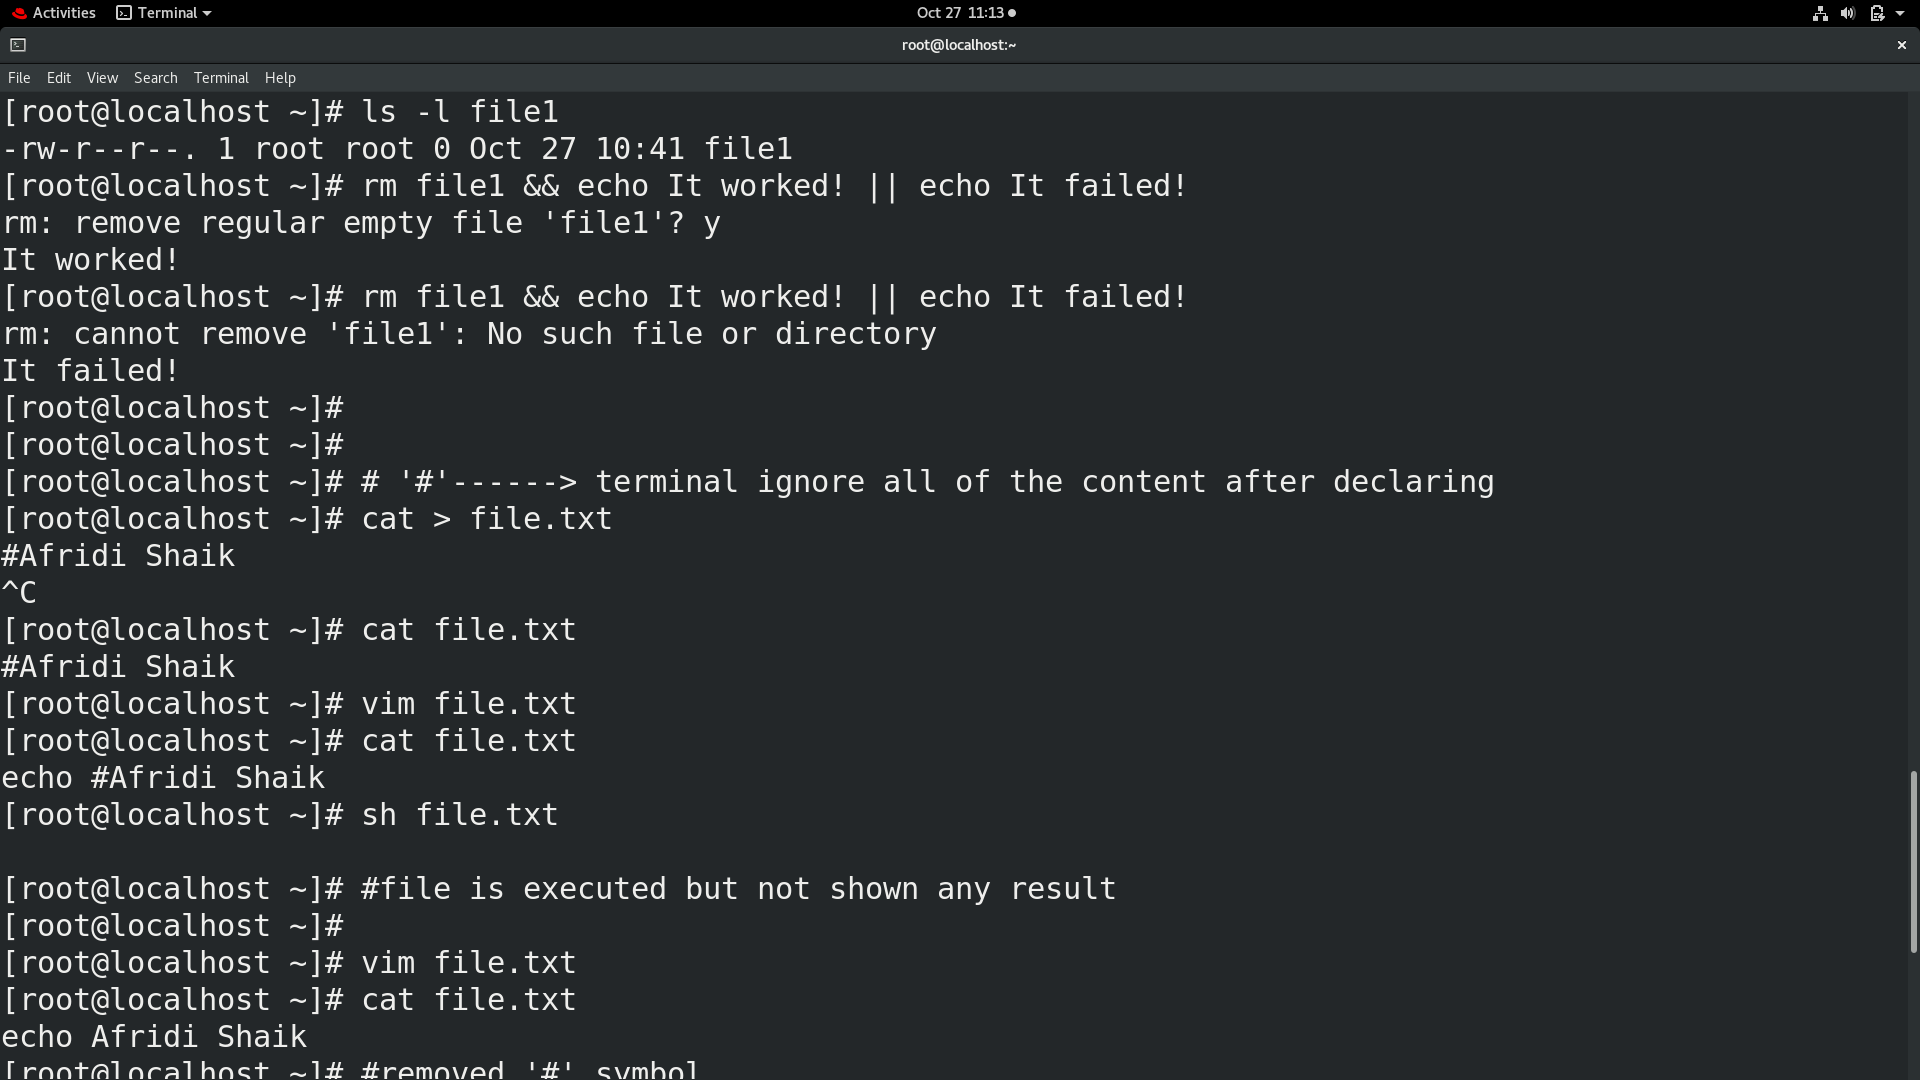 Activities Terminal Oct 27 11:13
root@localhost:~
File Edit View Search Terminal Help
[root@localhost ~]# ls -l file1
-rw-r--r--. 1 root root 0 Oct 27 10:41 file1
[root@localhost ~]# rm file1 && echo It worked! || echo It failed!
rm: remove regular empty file 'file1'? y
It worked!
[root@localhost ~]# rm file1 && echo It worked! || echo It failed!
rm: cannot remove 'file1': No such file or directory
It failed!
[root@localhost ~]#
[root@localhost ~]#
[root@localhost ~]# # '#'------> terminal ignore all of the content after declaring
[root@localhost ~]# cat > file.txt
#Afridi Shaik
^C
[root@localhost ~]# cat file.txt
#Afridi Shaik
[root@localhost ~]# vim file.txt
[root@localhost ~]# cat file.txt
echo #Afridi Shaik
[root@localhost ~]# sh file.txt
[root@localhost ~]# #file is executed but not shown any result
[root@localhost ~]#
[root@localhost ~]# vim file.txt
[root@localhost ~]# cat file.txt
echo Afridi Shaik
[root@localhost ~]# #removed '#' symbol